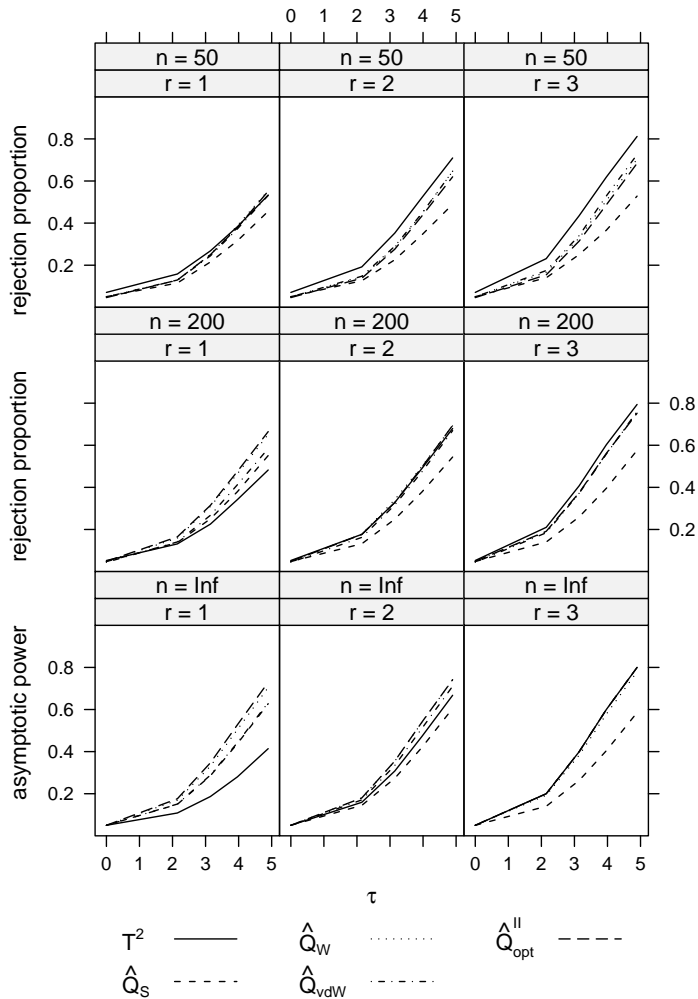 0 1 2 3 4 5
n = 50 n = 50 n = 50
r = 1 r = 2 r = 3
rejection proportion
0.8
0.6
0.4
0.2
n = 200 n = 200 n = 200
r = 1 r = 2 r = 3
rejection proportion
0.8
0.6
0.4
0.2
n = Inf n = Inf n = Inf
r = 1 r = 2 r = 3
asymptotic power
0.8
0.6
0.4
0.2
0 1 2 3 4 5 0 1 2 3 4 5
τ
T² Q̂_W Q̂_opt^II
Q̂_S Q̂_vdW